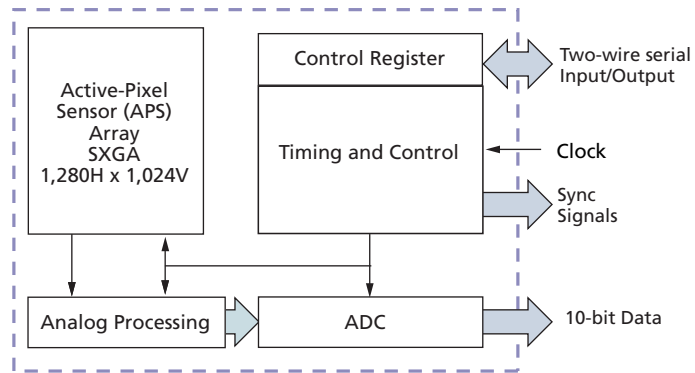 Active-Pixel
Sensor (APS)
Array
SXGA
1,280H x 1,024V
Control Register
Timing and Control
Two-wire serial
Input/Output
Clock
Sync
Signals
Analog Processing
ADC
10-bit Data